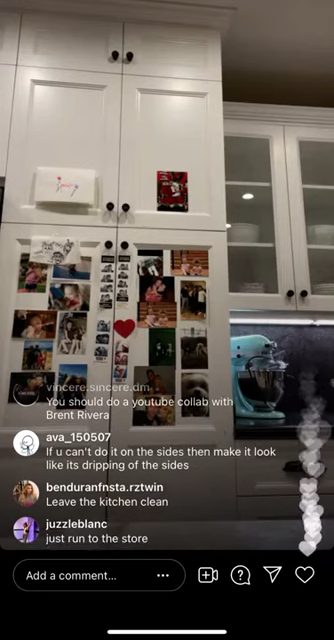 vincere.sincere.dm
You should do a youtube collab with
Brent Rivera
ava_150507
If u can't do it on the sides then make it look
like its dripping of the sides
benduranfnsta.rztwin
Leave the kitchen clean
juzzleblanc
just run to the store
Add a comment...